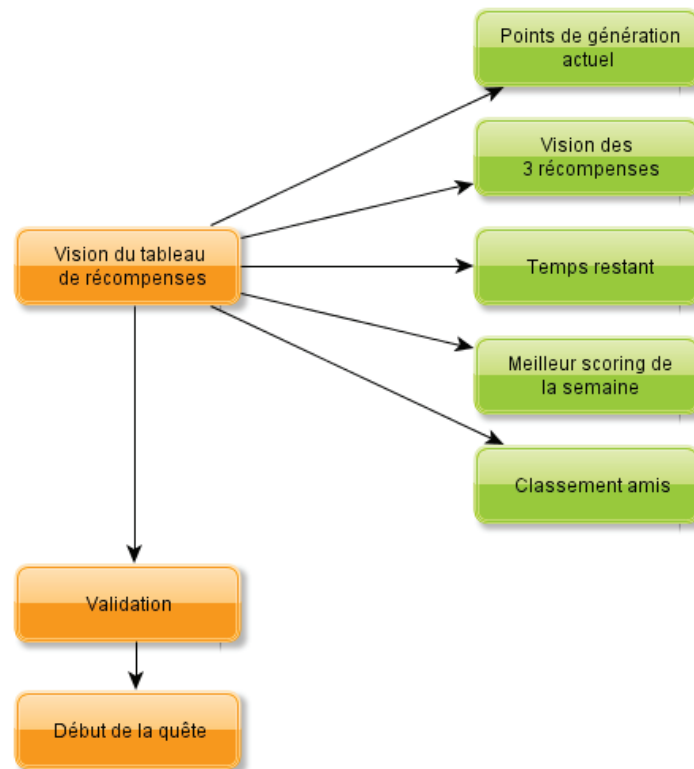 Points de génération
actuel
Vision des
3 récompenses
Vision du tableau
de récompenses
Temps restant
Meilleur scoring de
la semaine
Classement amis
Validation
Début de la quête